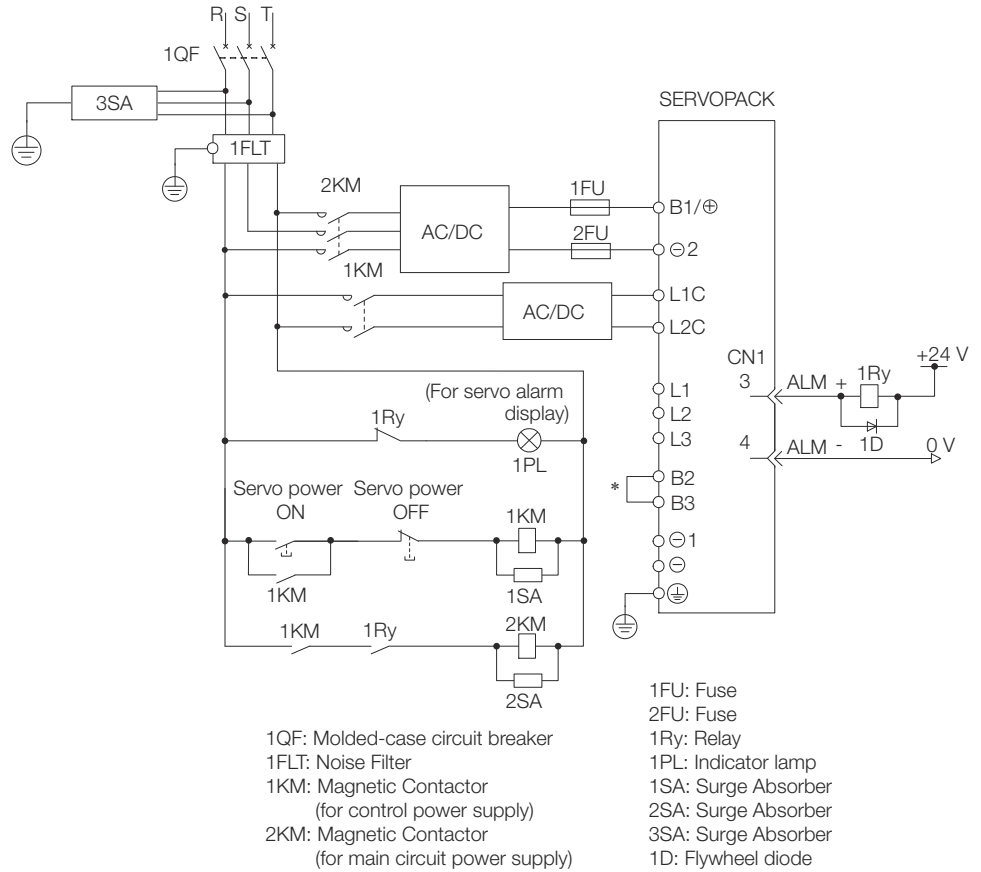 R S T
1QF
3SA
1FLT
SERVOPACK
2KM
AC/DC
1FU
B1/⊕
2FU
⊖2
1KM
AC/DC
L1C
L2C
CN1
+24 V
3
ALM +
1Ry
1D
4
ALM -
0 V
L1
L2
L3
*
B2
B3
⊖1
⊖
(For servo alarm
display)
1Ry
1PL
Servo power
ON
Servo power
OFF
1KM
1KM
1SA
1KM
1Ry
2KM
2SA
1QF: Molded-case circuit breaker
1FLT: Noise Filter
1KM: Magnetic Contactor
(for control power supply)
2KM: Magnetic Contactor
(for main circuit power supply)
1FU: Fuse
2FU: Fuse
1Ry: Relay
1PL: Indicator lamp
1SA: Surge Absorber
2SA: Surge Absorber
3SA: Surge Absorber
1D: Flywheel diode